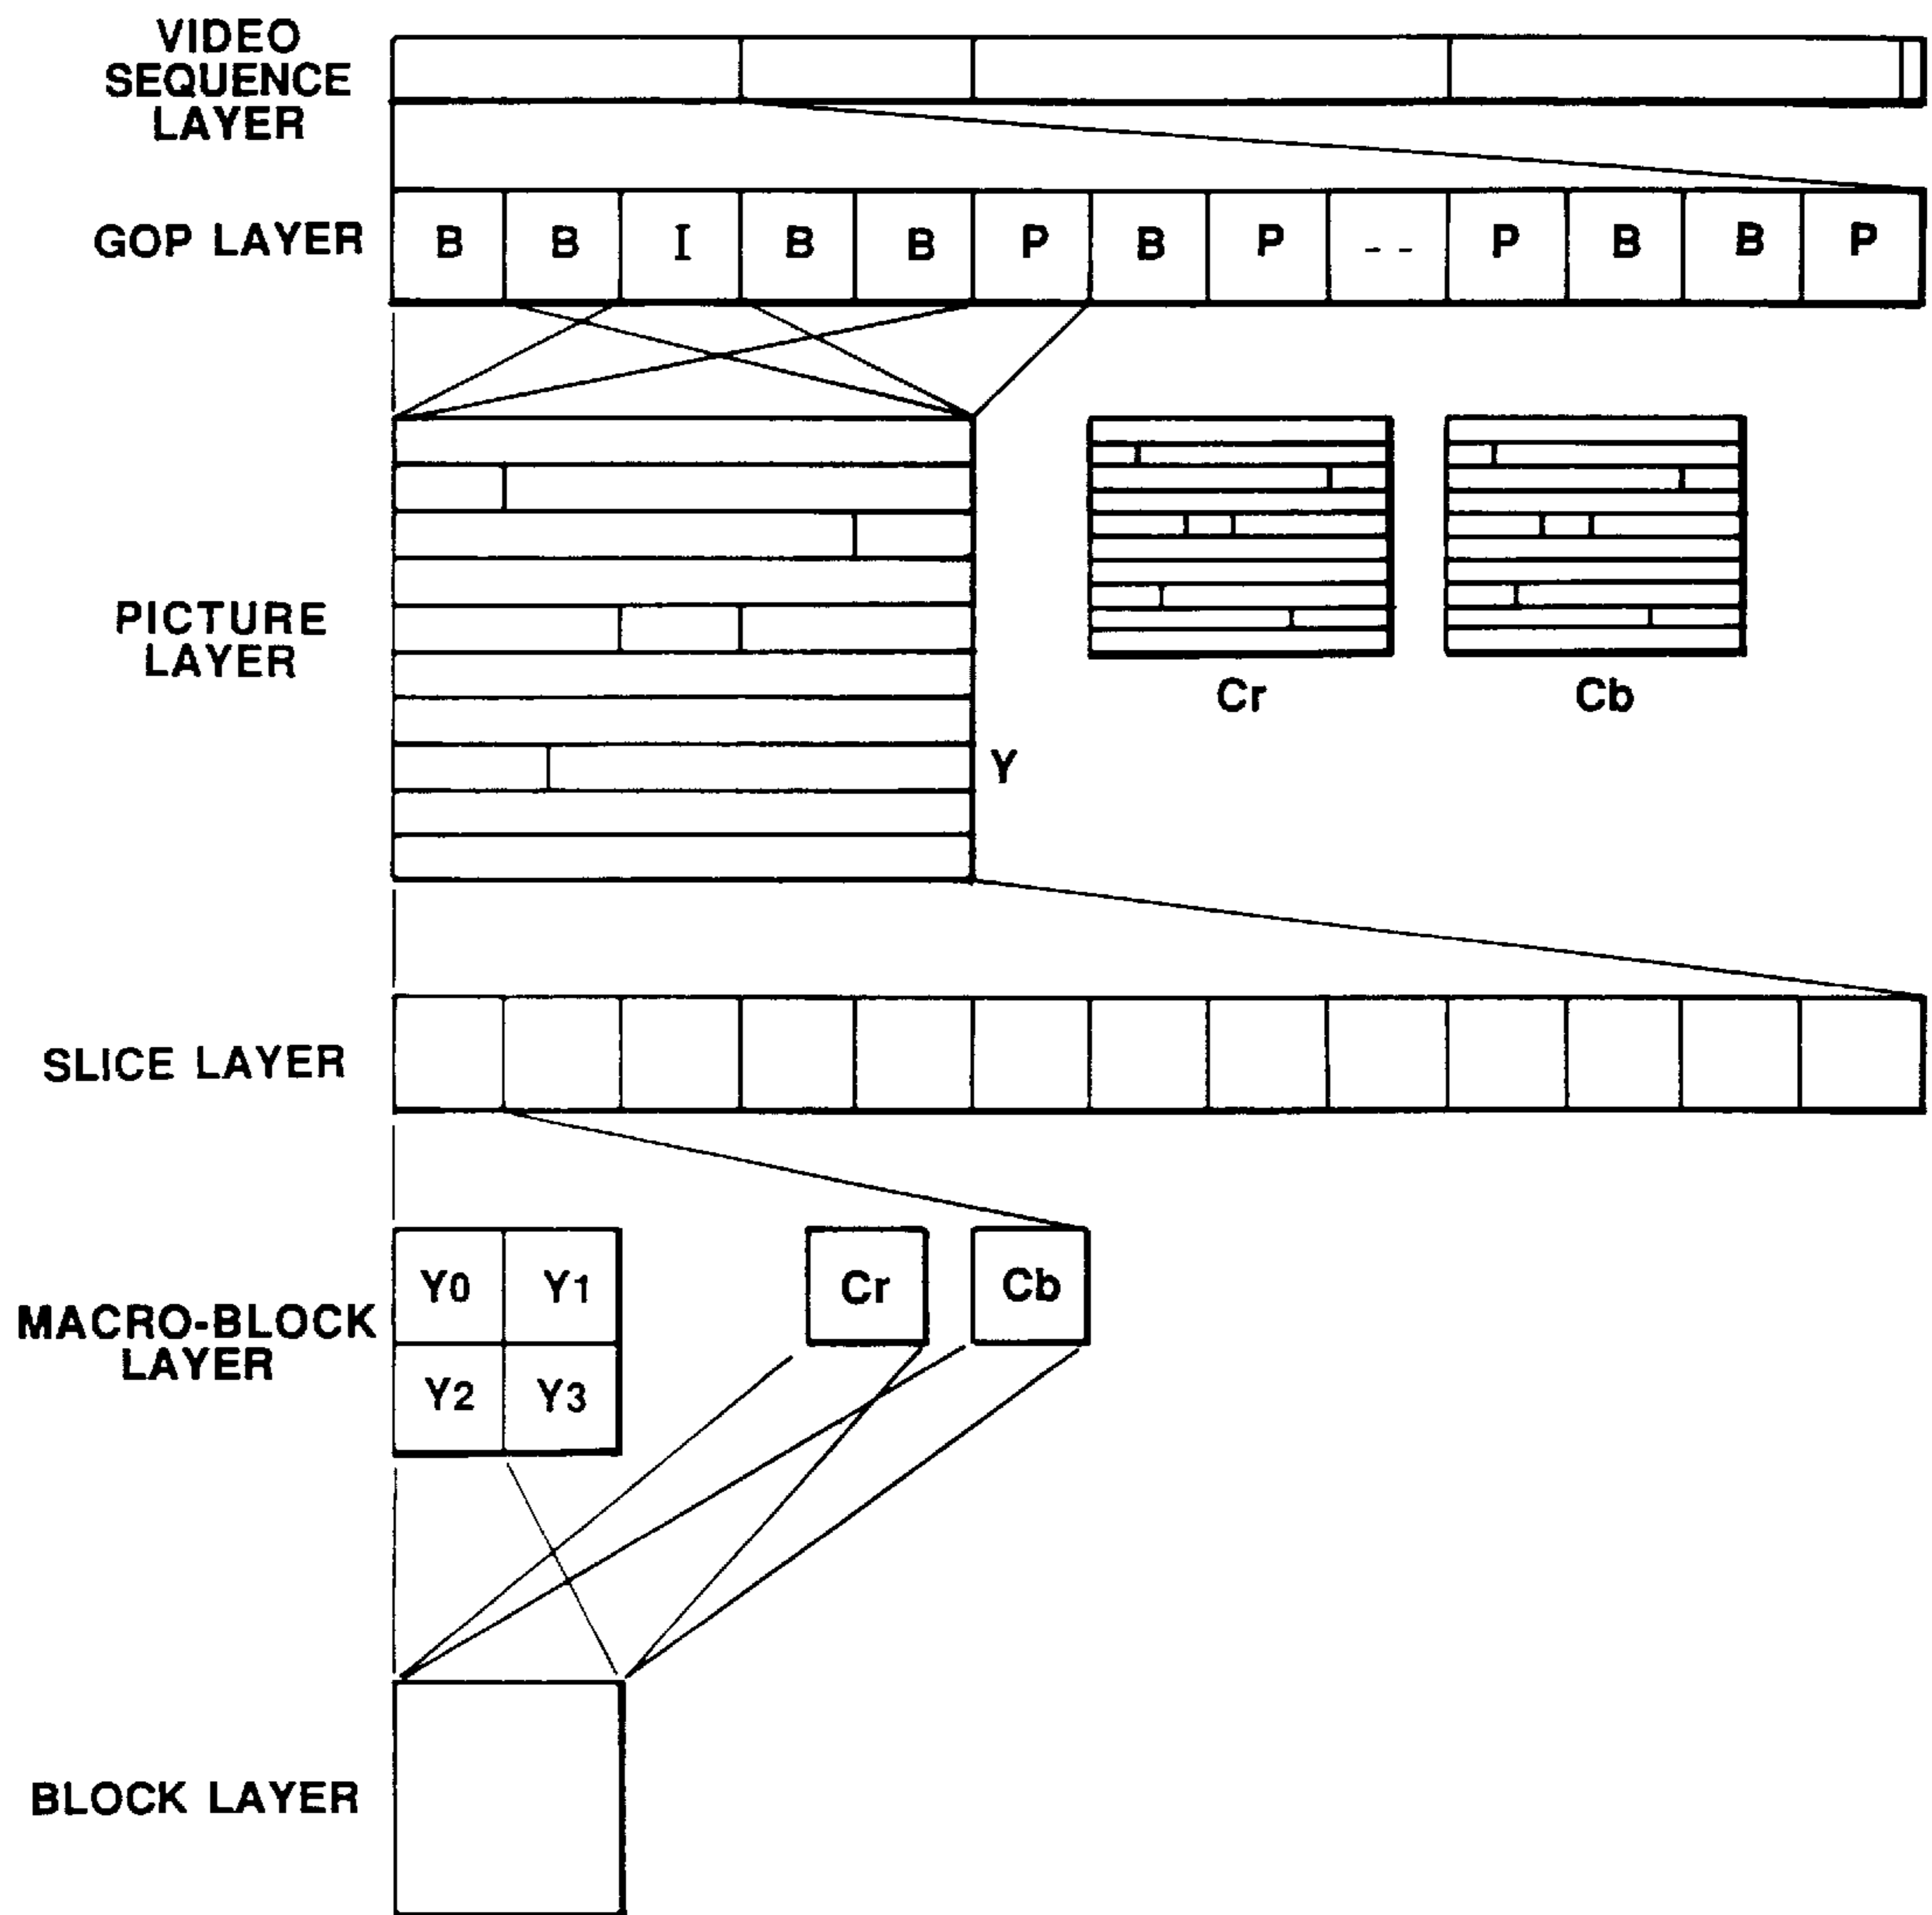 VIDEO
SEQUENCE
LAYER
GOP LAYER
B B I B B P B P -- P B B P
PICTURE
LAYER
Cr
Cb
Y
SLICE LAYER
MACRO-BLOCK
LAYER
Y0 Y1
Y2 Y3
Cr
Cb
BLOCK LAYER